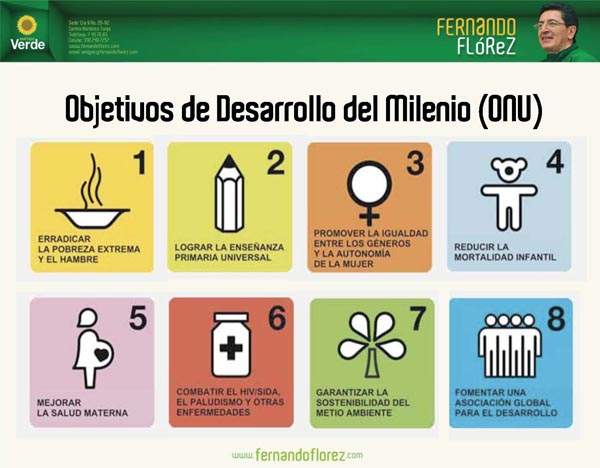 Verde
www.fernandoflorez.com
FERNANDO
FLóREZ
Objetivos de Desarrollo del Milenio (ONU)
1
ERRADICAR
LA POBREZA EXTREMA
Y EL HAMBRE
2
LOGRAR LA ENSEÑANZA
PRIMARIA UNIVERSAL
3
PROMOVER LA IGUALDAD
ENTRE LOS GÉNEROS
Y LA AUTONOMÍA
DE LA MUJER
4
REDUCIR LA
MORTALIDAD INFANTIL
5
MEJORAR
LA SALUD MATERNA
6
COMBATIR EL HIV/SIDA,
EL PALUDISMO Y OTRAS
ENFERMEDADES
7
GARANTIZAR LA
SOSTENIBILIDAD DEL
METIO AMBIENTE
8
FOMENTAR UNA
ASOCIACIÓN GLOBAL
PARA EL DESARROLLO
www.fernandoflorez.com